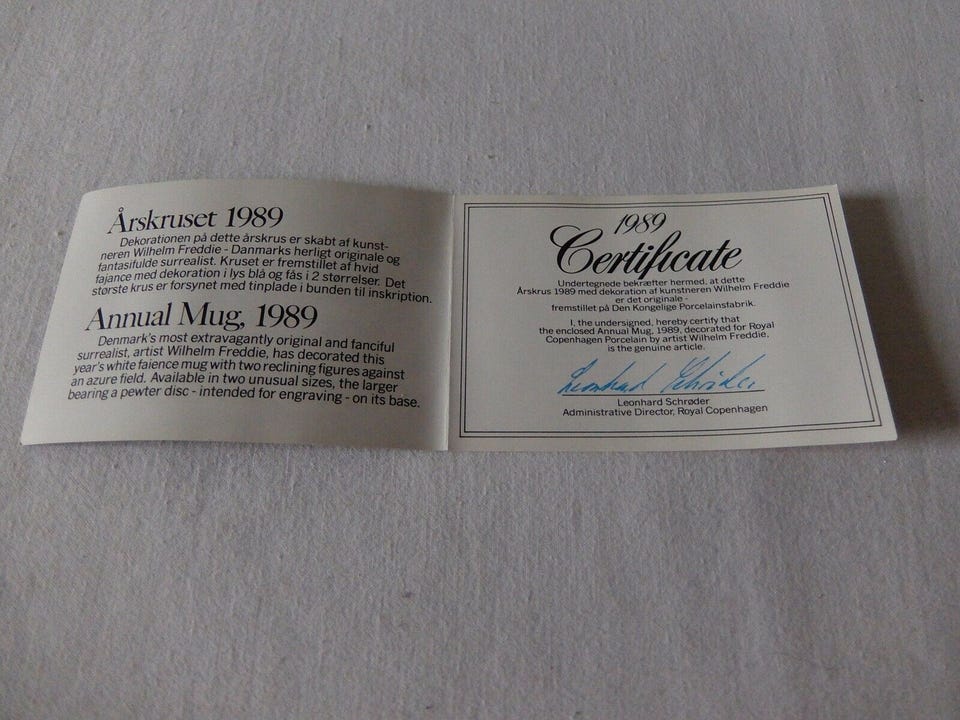 Årskruset 1989
Dekorationen på dette årskrus er skabt af kunst-
neren Wilhelm Freddie - Danmarks herligt originale og
fantasifulde surrealist. Kruset er fremstillet af hvid
fajance med dekoration i lys blå og fås i 2 størrelser. Det
største krus er forsynet med tinplade i bunden til inskription.
Annual Mug, 1989
Denmark's most extravagantly original and fanciful
surrealist, artist Wilhelm Freddie, has decorated this
year's white faience mug with two reclining figures against
an azure field. Available in two unusual sizes, the larger
bearing a pewter disc - intended for engraving - on its base.
1989
Certificate
Undertegnede bekræfter hermed, at dette
Årskrus 1989 med dekoration af kunstneren Wilhelm Freddie
er det originale -
fremstillet på Den Kongelige Porcelainsfabrik.
I, the undersigned, hereby certify that
the enclosed Annual Mug, 1989, decorated for Royal
Copenhagen Porcelain by artist Wilhelm Freddie,
is the genuine article.
Leonhard Schrøder
Leonhard Schrøder
Administrative Director, Royal Copenhagen